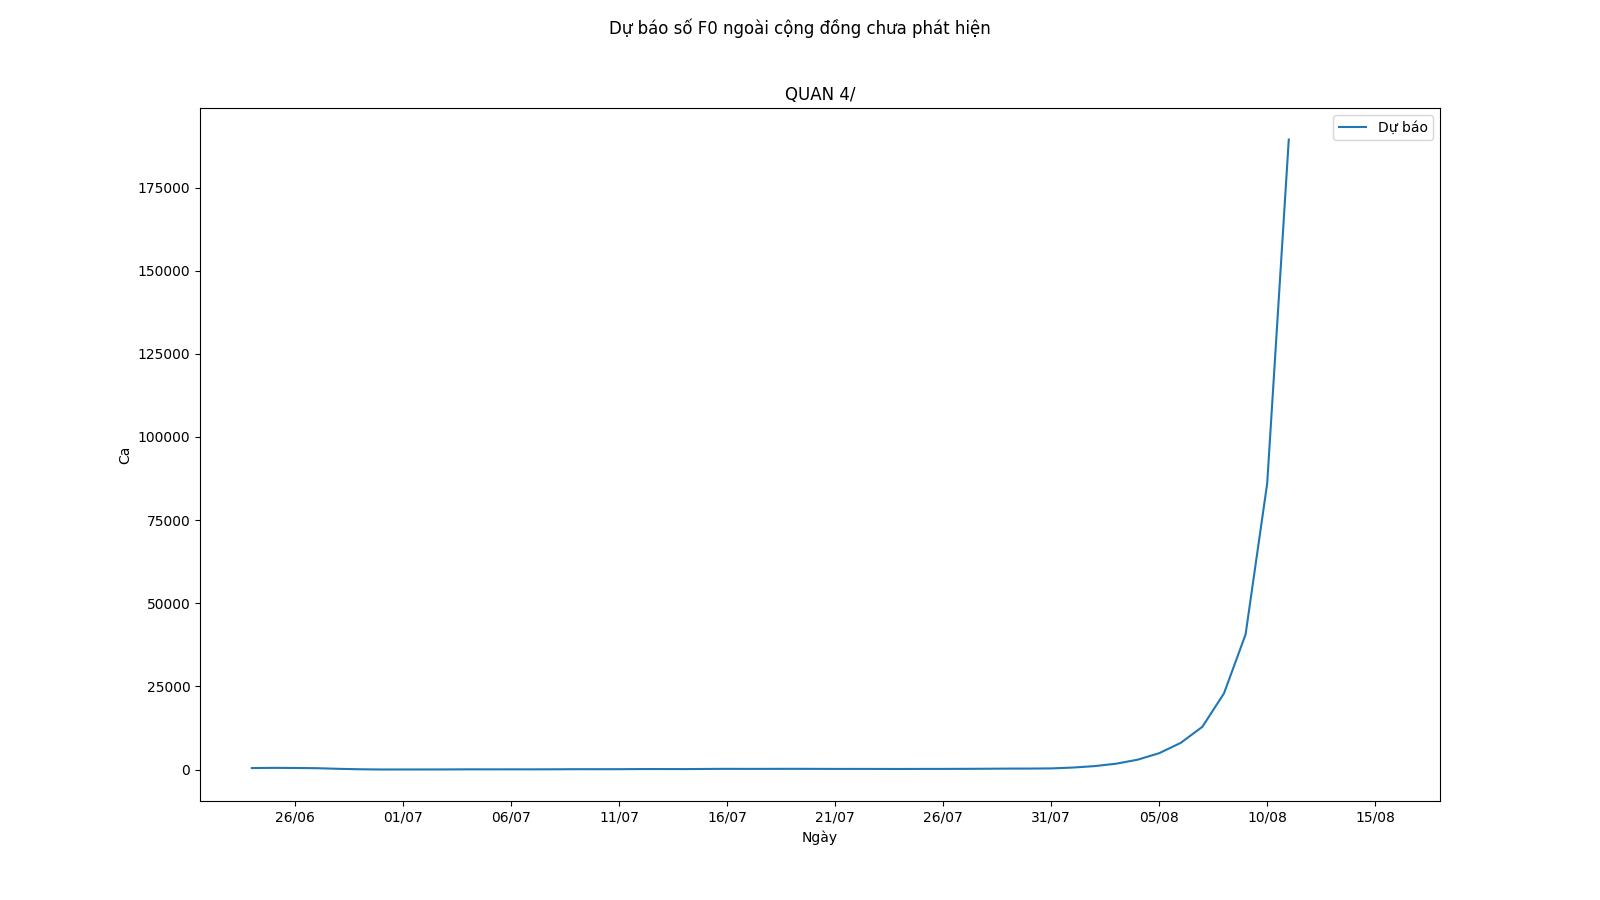 Dự báo số F0 ngoài cộng đồng chưa phát hiện
QUAN 4/
Dự báo
175000
150000
125000
100000
75000
50000
25000
0
Ca
26/06 01/07 06/07 11/07 16/07 21/07 26/07 31/07 05/08 10/08 15/08
Ngày